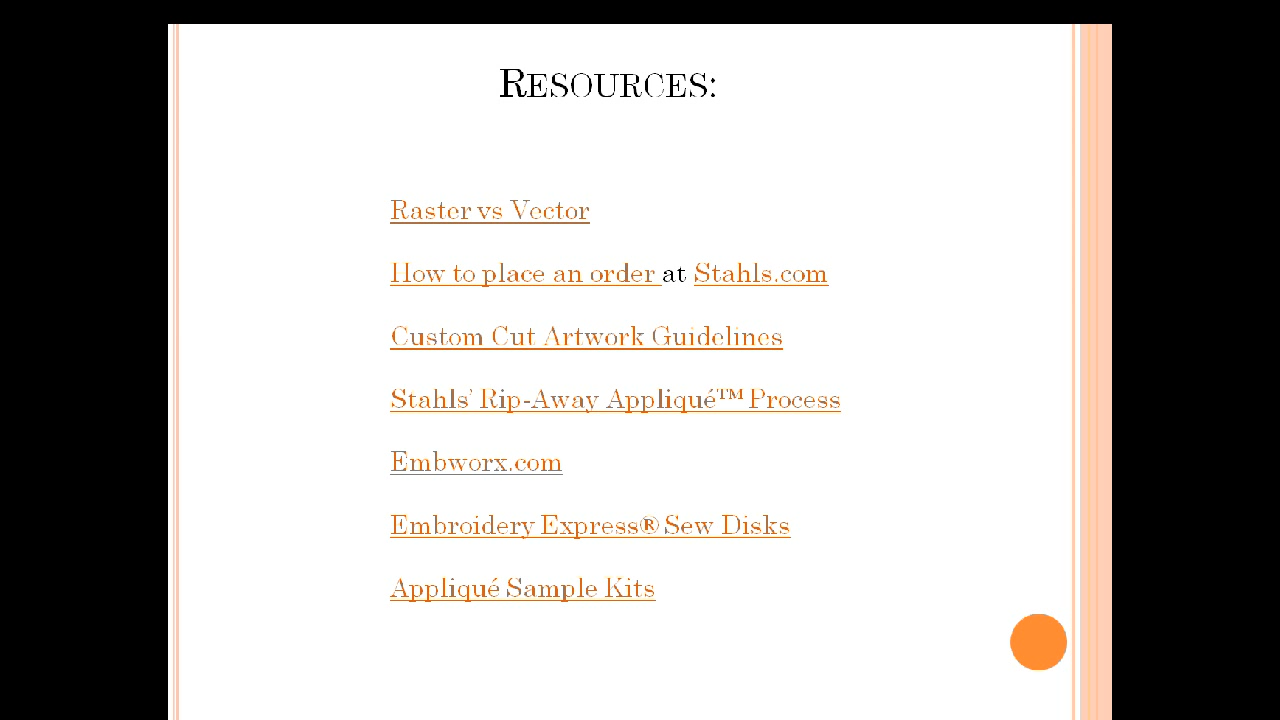 RESOURCES:
Raster vs Vector
How to place an order at Stahls.com
Custom Cut Artwork Guidelines
Stahls’ Rip-Away Appliqué™ Process
Embworx.com
Embroidery Express® Sew Disks
Appliqué Sample Kits